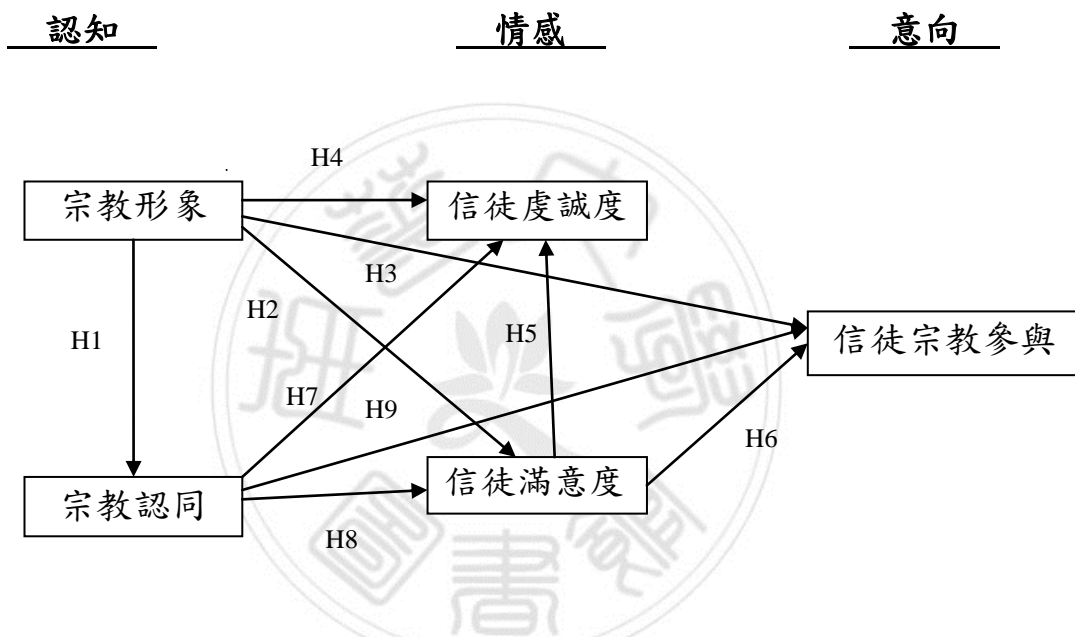 認知 情感 意向
H4
宗教形象 信徒虔誠度
H3
H2
H1 H5 信徒宗教參與
H7 H9
H6
宗教認同 信徒滿意度
H8